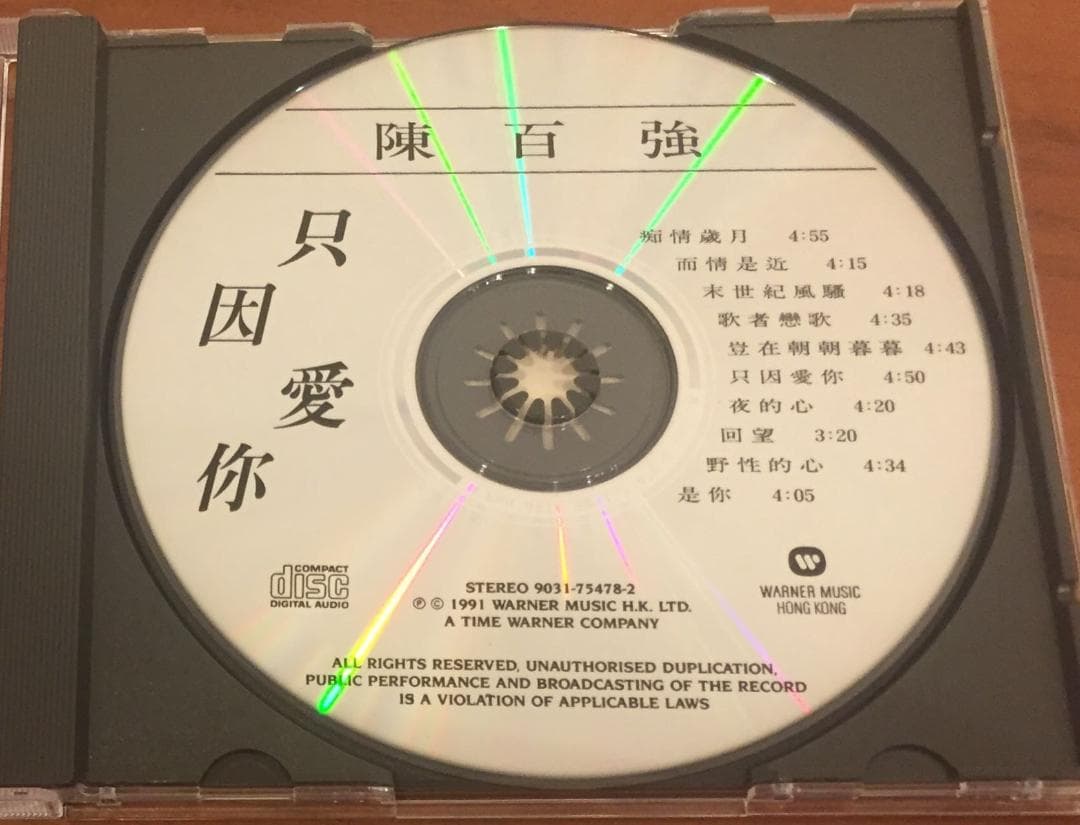 陳百強
只因愛你
痴情歲月 4:55
而情是近 4:15
末世紀風騷 4:18
歌者戀歌 4:35
豈在朝朝暮暮 4:43
只因愛你 4:50
夜的心 4:20
回望 3:20
野性的心 4:34
是你 4:05
COMPACT
disc
DIGITAL AUDIO
STEREO 9031-75478-2
Ⓟ © 1991 WARNER MUSIC H.K. LTD.
A TIME WARNER COMPANY
WARNER MUSIC
HONG KONG
ALL RIGHTS RESERVED, UNAUTHORISED DUPLICATION,
PUBLIC PERFORMANCE AND BROADCASTING OF THE RECORD
IS A VIOLATION OF APPLICABLE LAWS